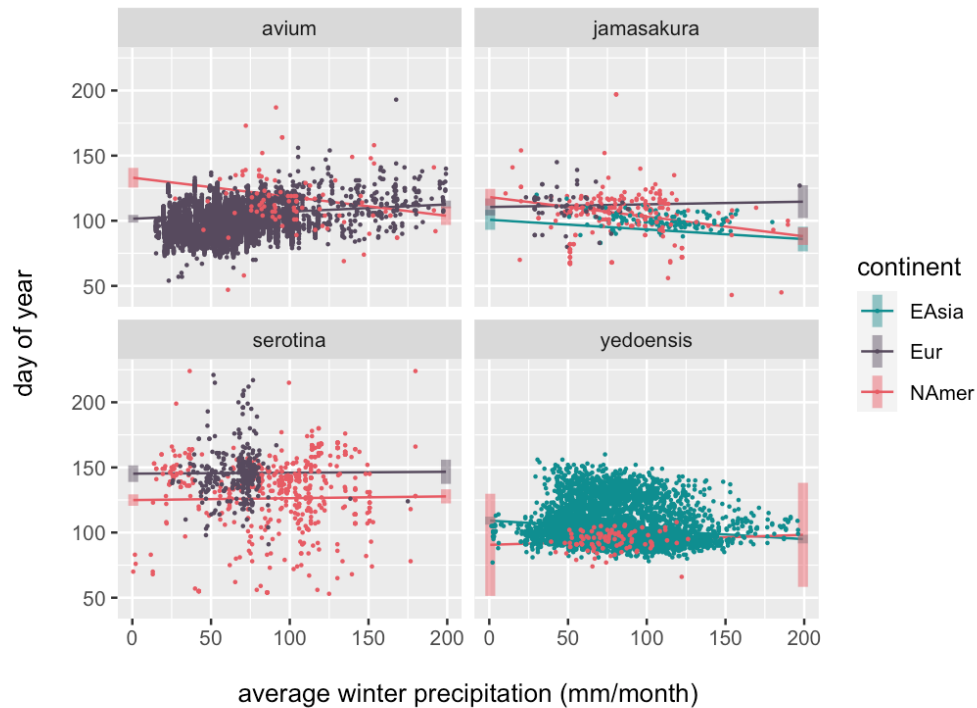 avium
jamasakura
200
150
100
50
serotina
yedoensis
200
150
100
50
0
50
100
150
200
0
50
100
150
200
day of year
average winter precipitation (mm/month)
continent
EAsia
Eur
NAmer